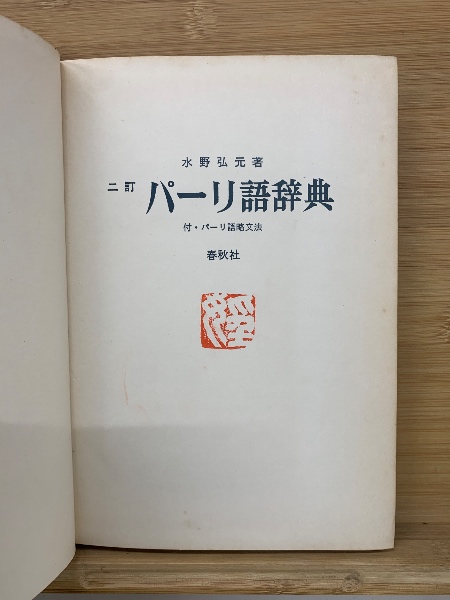 水野弘元著
二訂 パーリ語辞典
付・パーリ語略文法
春秋社